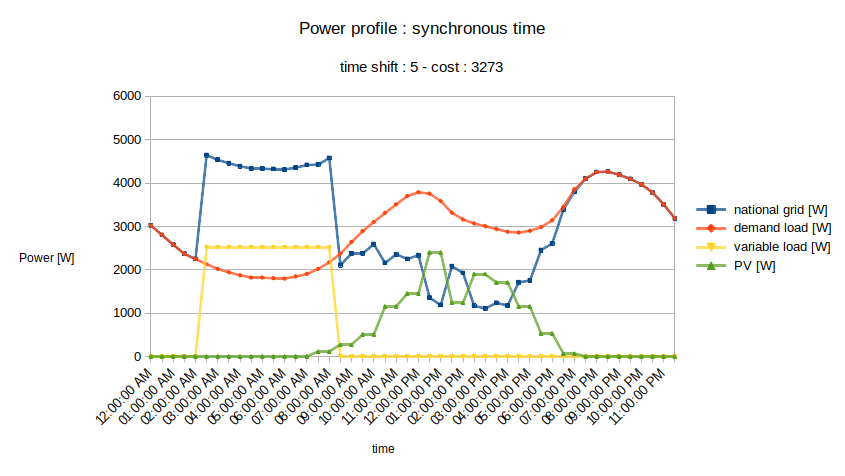 Power profile : synchronous time
time shift : 5 - cost : 3273
6000
5000
4000
3000
2000
1000
0
Power [W]
national grid [W]
demand load [W]
variable load [W]
PV [W]
12:00:00 AM
01:00:00 AM
02:00:00 AM
03:00:00 AM
04:00:00 AM
05:00:00 AM
06:00:00 AM
07:00:00 AM
08:00:00 AM
09:00:00 AM
10:00:00 AM
11:00:00 AM
12:00:00 PM
01:00:00 PM
02:00:00 PM
03:00:00 PM
04:00:00 PM
05:00:00 PM
06:00:00 PM
07:00:00 PM
08:00:00 PM
09:00:00 PM
10:00:00 PM
11:00:00 PM
time